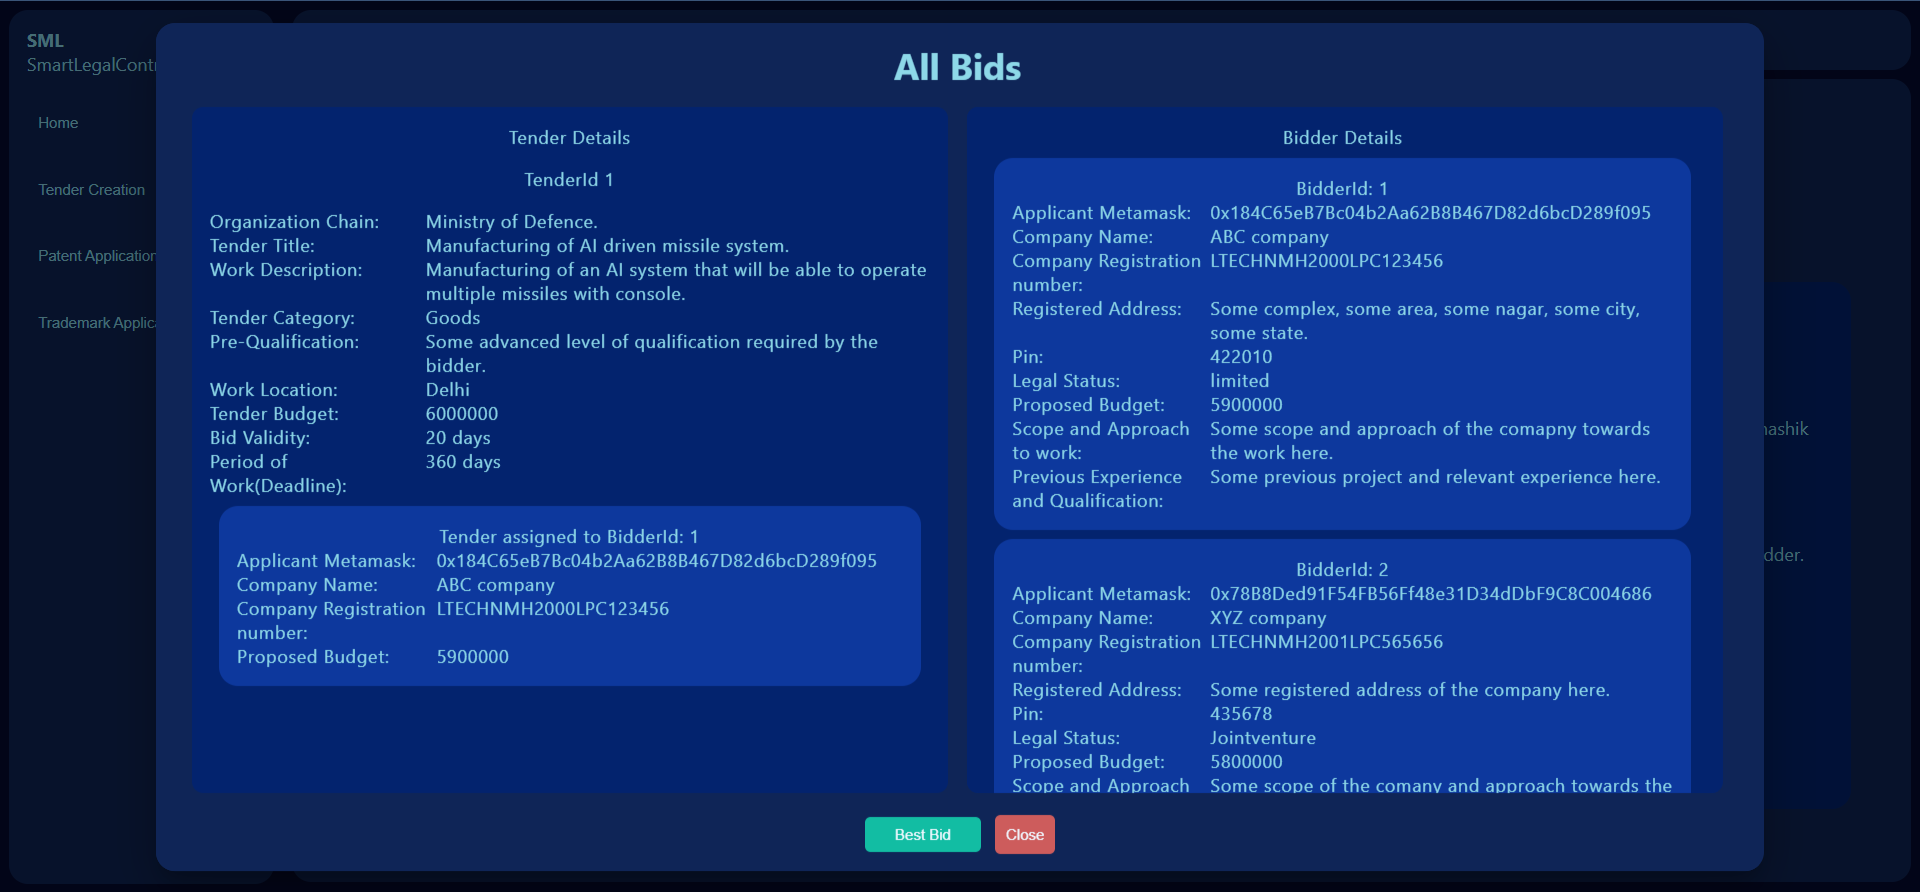 SML
SmartLegalContr
Home
Tender Creation
Patent Application
Trademark Applica
All Bids
Tender Details
TenderId 1
Organization Chain: Ministry of Defence.
Tender Title: Manufacturing of AI driven missile system.
Work Description: Manufacturing of an AI system that will be able to operate
multiple missiles with console.
Tender Category: Goods
Pre-Qualification: Some advanced level of qualification required by the
bidder.
Work Location: Delhi
Tender Budget: 6000000
Bid Validity: 20 days
Period of 360 days
Work(Deadline):
Tender assigned to BidderId: 1
Applicant Metamask: 0x184C65eB7Bc04b2Aa62B8B467D82d6bcD289f095
Company Name: ABC company
Company Registration LTECHNMH2000LPC123456
number:
Proposed Budget: 5900000
Bidder Details
BidderId: 1
Applicant Metamask: 0x184C65eB7Bc04b2Aa62B8B467D82d6bcD289f095
Company Name: ABC company
Company Registration LTECHNMH2000LPC123456
number:
Registered Address: Some complex, some area, some nagar, some city,
some state.
Pin: 422010
Legal Status: limited
Proposed Budget: 5900000
Scope and Approach Some scope and approach of the comapny towards
to work: the work here.
Previous Experience Some previous project and relevant experience here.
and Qualification:
BidderId: 2
Applicant Metamask: 0x78B8Ded91F54FB56Ff48e31D34dDbF9C8C004686
Company Name: XYZ company
Company Registration LTECHNMH2001LPC565656
number:
Registered Address: Some registered address of the company here.
Pin: 435678
Legal Status: Jointventure
Proposed Budget: 5800000
Scope and Approach Some scope of the comany and approach towards the
ashik
dder.
Best Bid
Close